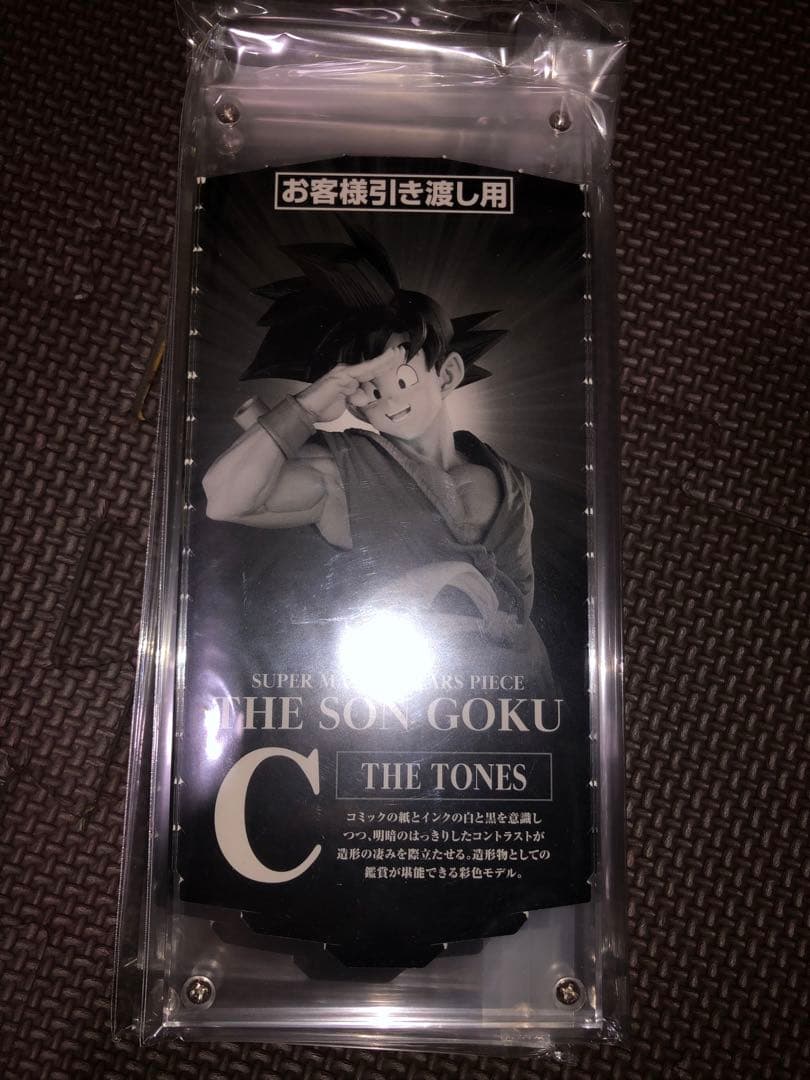 お客様引き渡し用
SUPER MA ARS PIECE
THE SON GOKU
C
THE TONES
コミックの紙とインクの白と黒を意識し
つつ、明暗のはっきりしたコントラストが
造形の凄みを際立たせる。造形物としての
鑑賞が堪能できる彩色モデル。